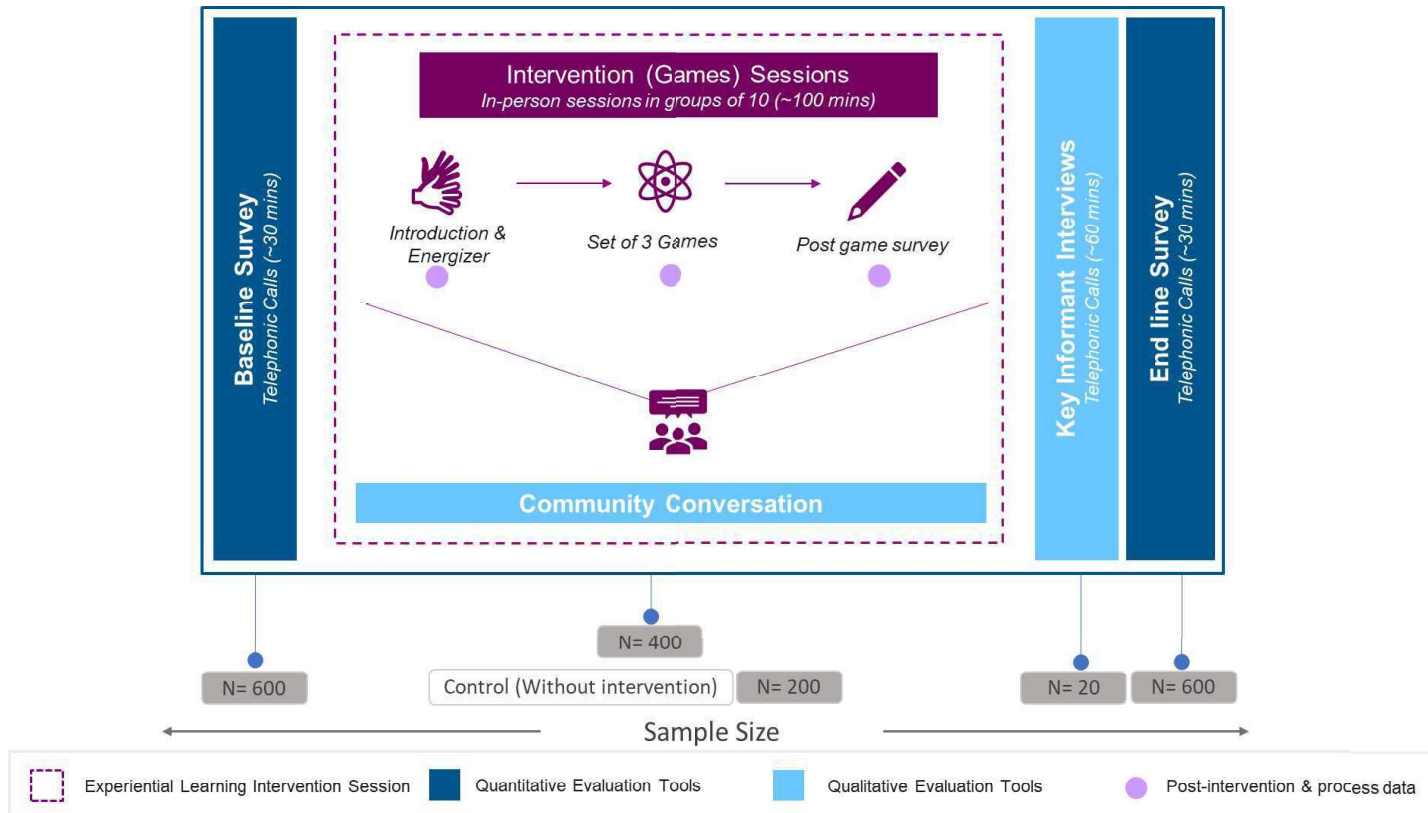 Baseline Survey
Telephonic Calls (~30 mins)
Intervention (Games) Sessions
In-person sessions in groups of 10 (~100 mins)
Introduction &
Energizer
Set of 3 Games
Post game survey
Community Conversation
Key Informant Interviews
Telephonic Calls (~60 mins)
End line Survey
Telephonic Calls (~30 mins)
N= 600
N= 400
Control (Without intervention)
N= 200
N= 20
N= 600
Sample Size
Experiential Learning Intervention Session
Quantitative Evaluation Tools
Qualitative Evaluation Tools
Post-intervention & process data